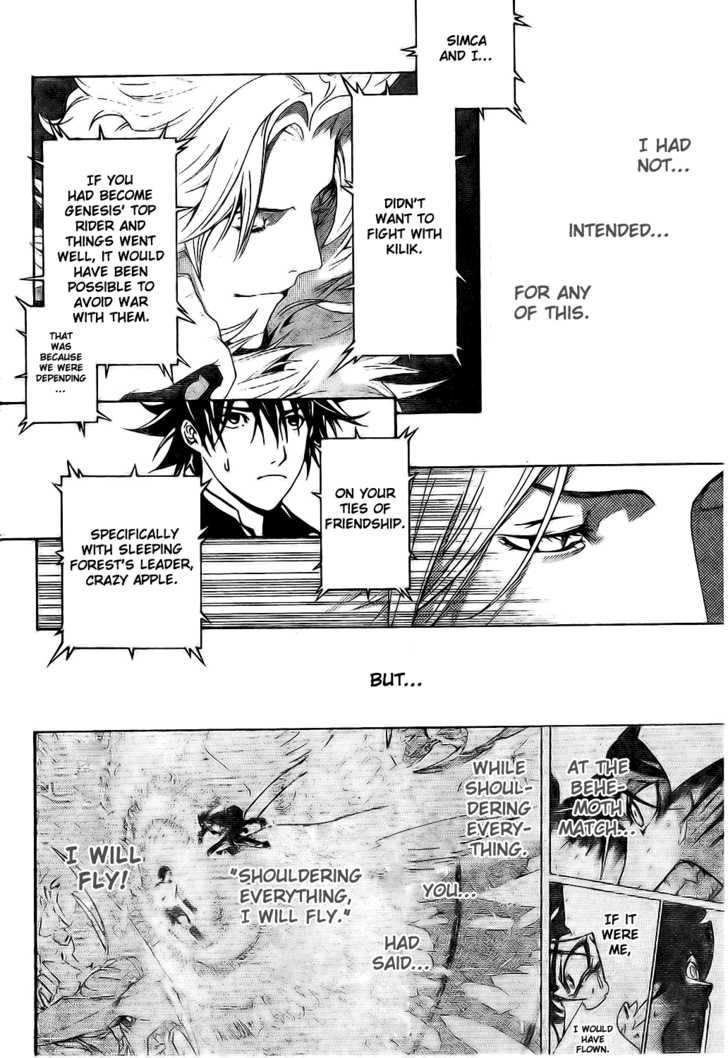 SIMCA
AND I...
I HAD
NOT...
INTENDED...
FOR ANY
OF THIS.
DIDN'T
WANT TO
FIGHT WITH
KILIK.
IF YOU
HAD BECOME
GENESIS' TOP
RIDER AND
THINGS WENT
WELL, IT WOULD
HAVE BEEN
POSSIBLE TO
AVOID WAR
WITH THEM.
THAT
WAS
BECAUSE
WE WERE
DEPENDING
...
ON YOUR
TIES OF
FRIENDSHIP.
SPECIFICALLY
WITH SLEEPING
FOREST'S LEADER,
CRAZY APPLE.
BUT...
AT THE
BEHE-
MOTH
MATCH...
WHILE
SHOUL-
DERING
EVERY-
THING.
YOU...
HAD
SAID...
"SHOULDERING
EVERYTHING,
I WILL FLY."
I WILL
FLY!
IF IT
WERE
ME,
I WOULD
HAVE
FLOWN.